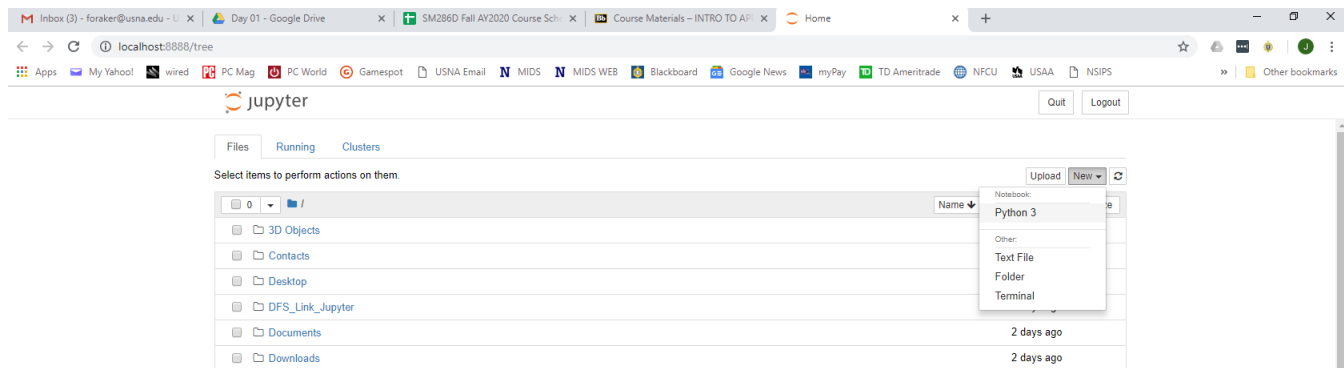 Inbox (3) - foraker@usna.edu - U
Day 01 - Google Drive
SM286D Fall AY2020 Course Sche
Course Materials – INTRO TO AP
Home
localhost:8888/tree
Apps
My Yahoo!
wired
PC Mag
PC World
Gamespot
USNA Email
MIDS
MIDS WEB
Blackboard
Google News
myPay
TD Ameritrade
NFCU
USAA
NSIPS
»
Other bookmarks
jupyter
Quit
Logout
Files
Running
Clusters
Select items to perform actions on them.
Upload
New
0
/
Name
Notebook:
Python 3
Other:
Text File
Folder
Terminal
3D Objects
Contacts
Desktop
DFS_Link_Jupyter
Documents
2 days ago
Downloads
2 days ago